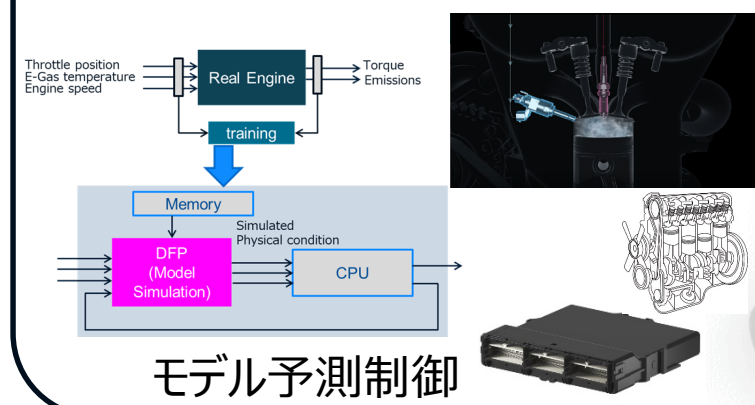 Throttle position
E-Gas temperature
Engine speed
Real Engine
Torque
Emissions
training
Memory
Simulated
Physical condition
DFP
(Model
Simulation)
CPU
モデル予測制御